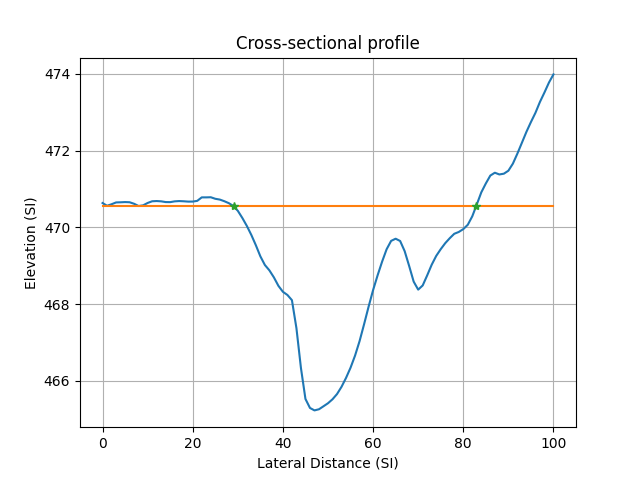 Cross-sectional profile
474
472
470
468
466
Elevation (SI)
0 20 40 60 80 100
Lateral Distance (SI)